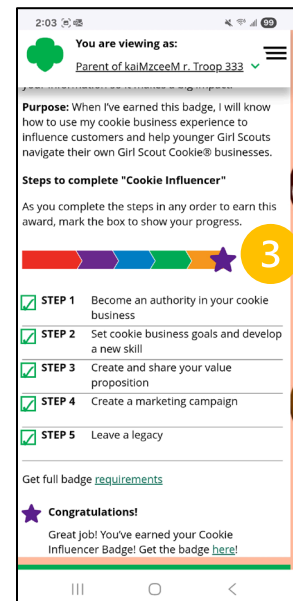 2:03
99
You are viewing as:
Parent of kaiMzceeM r. Troop 333
Purpose: When I've earned this badge, I will know
how to use my cookie business experience to
influence customers and help younger Girl Scouts
navigate their own Girl Scout Cookie® businesses.
Steps to complete "Cookie Influencer"
As you complete the steps in any order to earn this
award, mark the box to show your progress.
3
STEP 1 Become an authority in your cookie
business
STEP 2 Set cookie business goals and develop
a new skill
STEP 3 Create and share your value
proposition
STEP 4 Create a marketing campaign
STEP 5 Leave a legacy
Get full badge requirements
Congratulations!
Great job! You've earned your Cookie
Influencer Badge! Get the badge here!